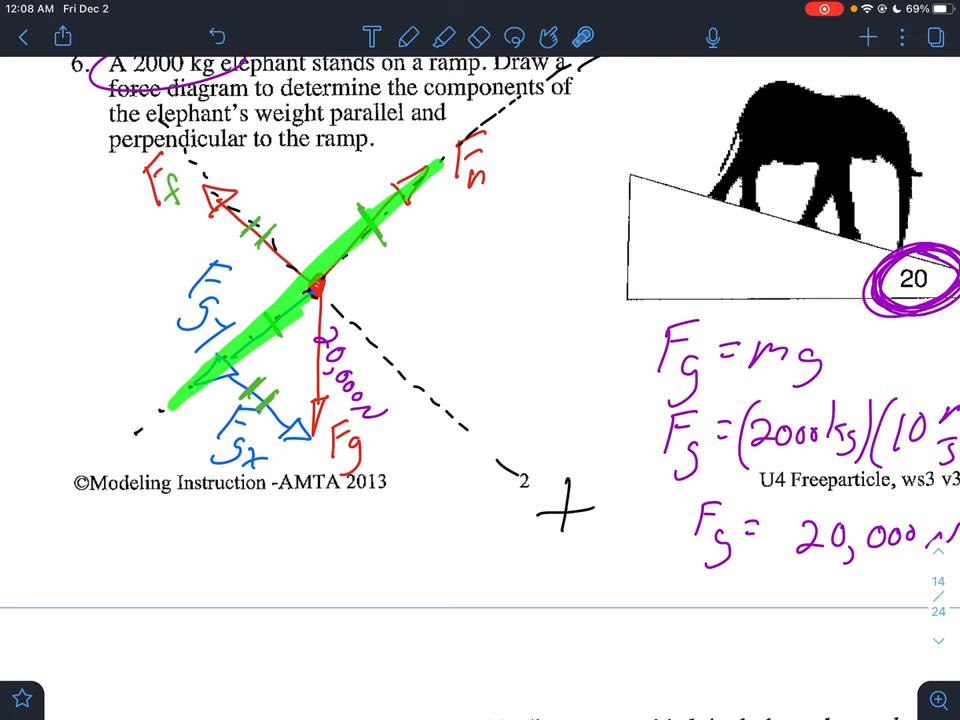 12:08 AM Fri Dec 2
69%
6. A 2000 kg elephant stands on a ramp. Draw a
force diagram to determine the components of
the elephant's weight parallel and
perpendicular to the ramp.
Ff
Fn
Fgy
20,000N
Fgx
Fg
20
Fg = mg
Fg = (2000kg)(10
Fg = 20,000 N
©Modeling Instruction -AMTA 2013
2
U4 Freeparticle, ws3 v3
14
/
24